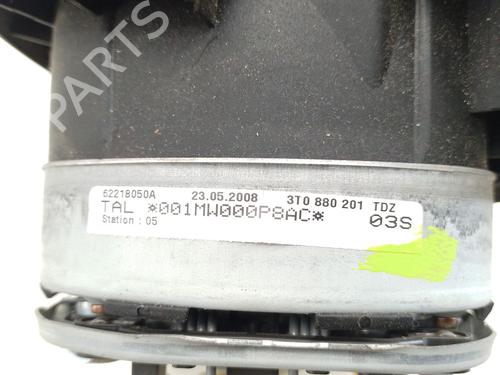 62218050A 23.05.2008 3T0 880 201 TDZ
TAL *001MW000P8AC* 03S
Station : 05
B-PARTS